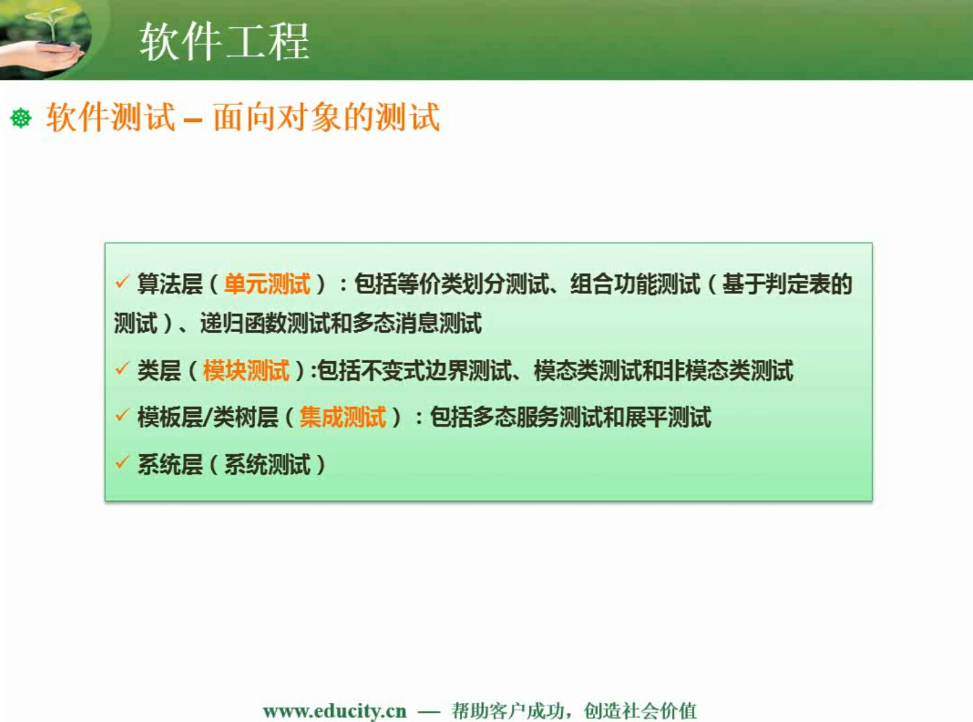 软件工程
软件测试 – 面向对象的测试
✓ 算法层（单元测试）：包括等价类划分测试、组合功能测试（基于判定表的
测试）、递归函数测试和多态消息测试
✓ 类层（模块测试）:包括不变式边界测试、模态类测试和非模态类测试
✓ 模板层/类树层（集成测试）：包括多态服务测试和展平测试
✓ 系统层（系统测试）
www.educity.cn — 帮助客户成功，创造社会价值